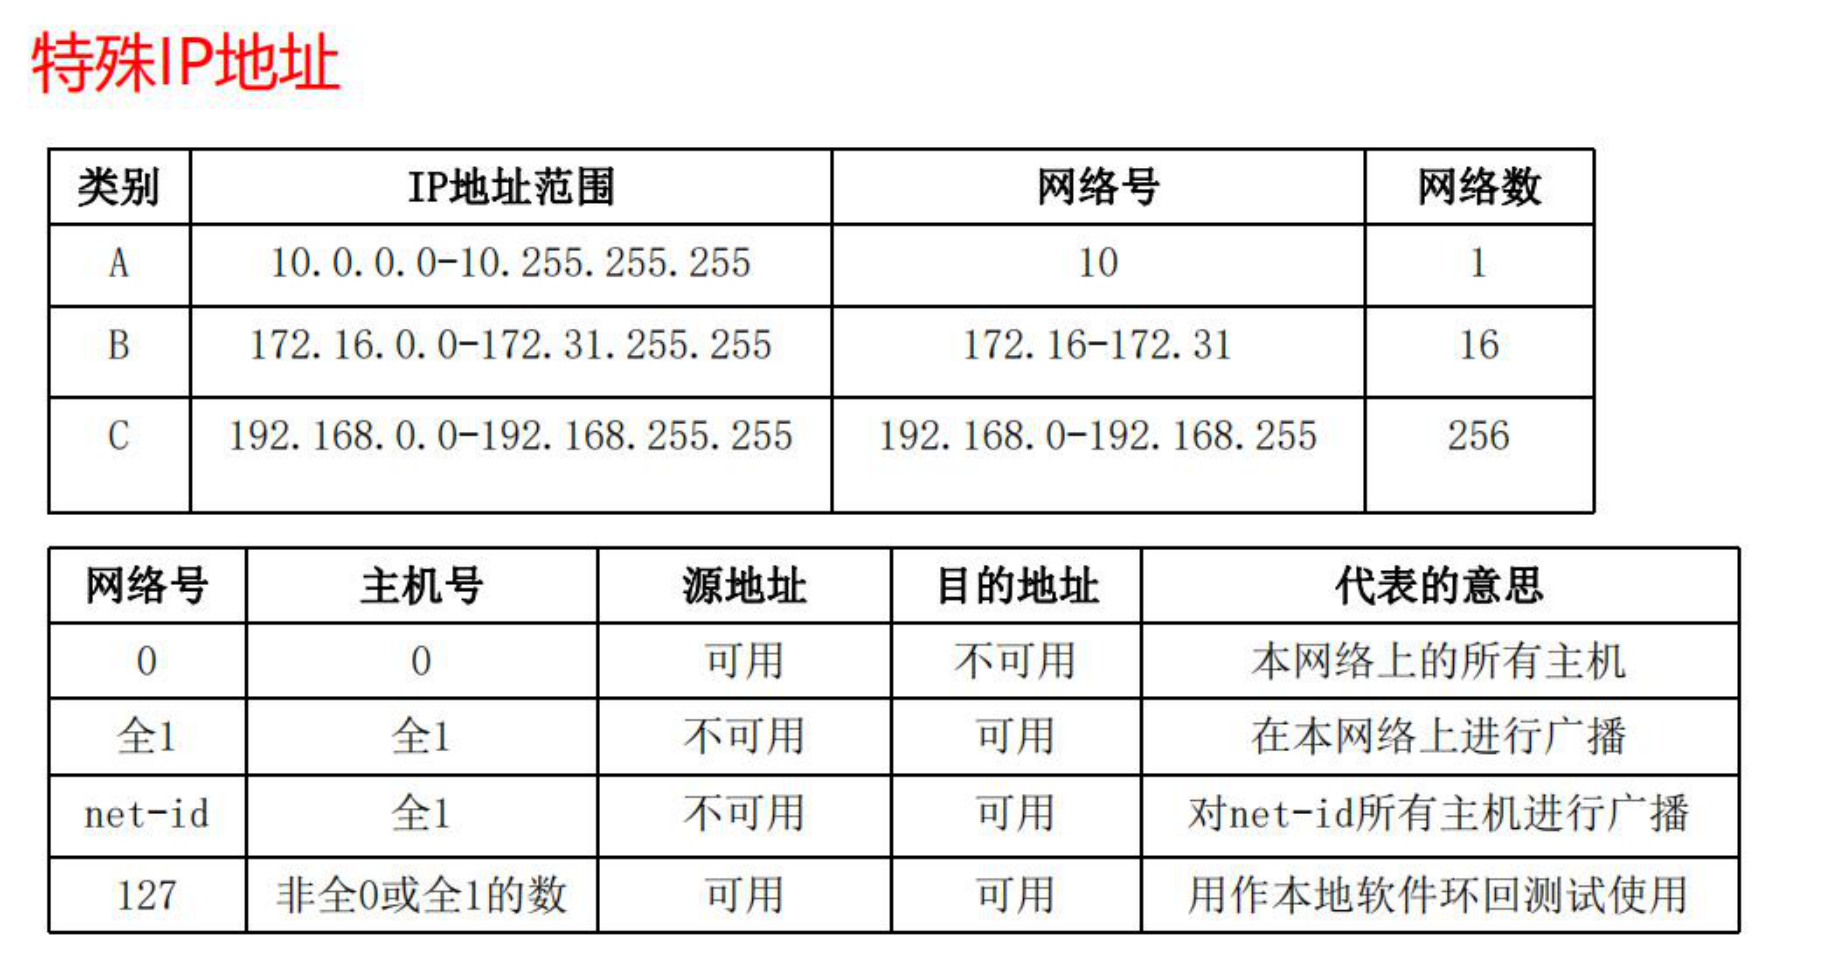 特殊IP地址
类别 IP地址范围 网络号 网络数
A 10.0.0.0-10.255.255.255 10 1
B 172.16.0.0-172.31.255.255 172.16-172.31 16
C 192.168.0.0-192.168.255.255 192.168.0-192.168.255 256
网络号 主机号 源地址 目的地址 代表的意思
0 0 可用 不可用 本网络上的所有主机
全1 全1 不可用 可用 在本网络上进行广播
net-id 全1 不可用 可用 对net-id所有主机进行广播
127 非全0或全1的数 可用 可用 用作本地软件环回测试使用